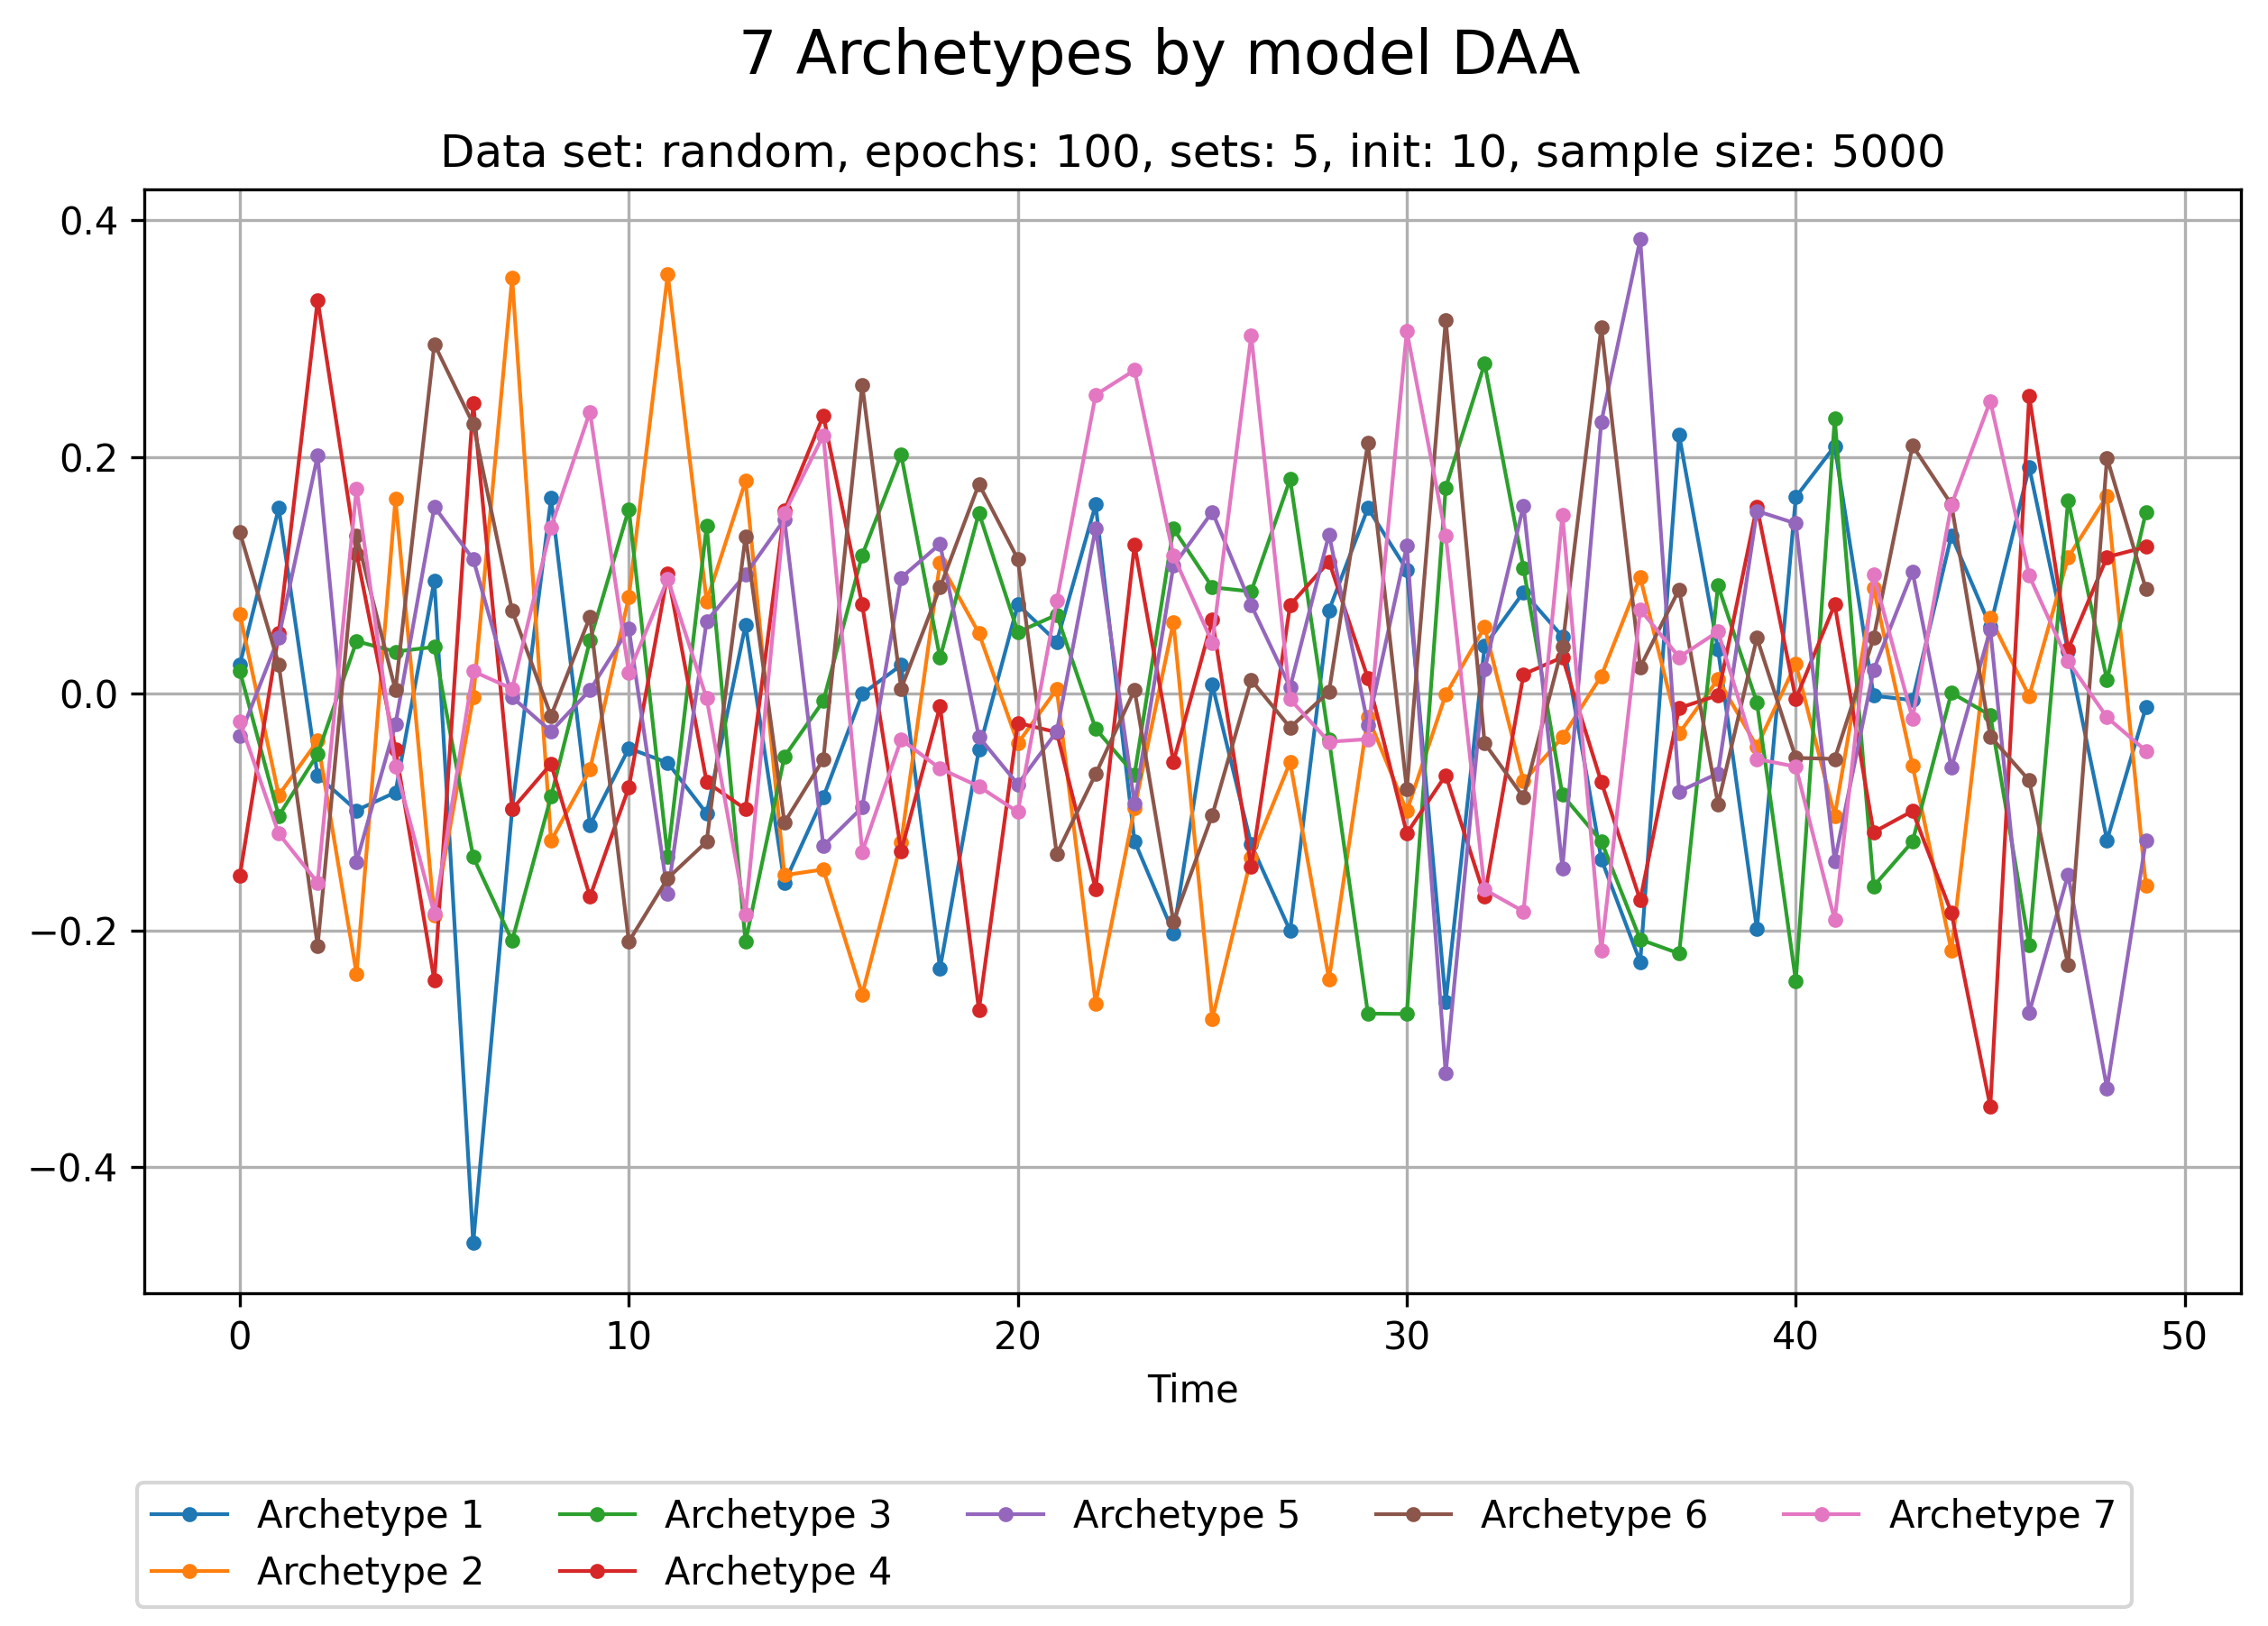 7 Archetypes by model DAA
Data set: random, epochs: 100, sets: 5, init: 10, sample size: 5000
0.4
0.2
0.0
−0.2
−0.4
0 10 20 30 40 50
Time
Archetype 1 Archetype 3 Archetype 5 Archetype 6 Archetype 7
Archetype 2 Archetype 4